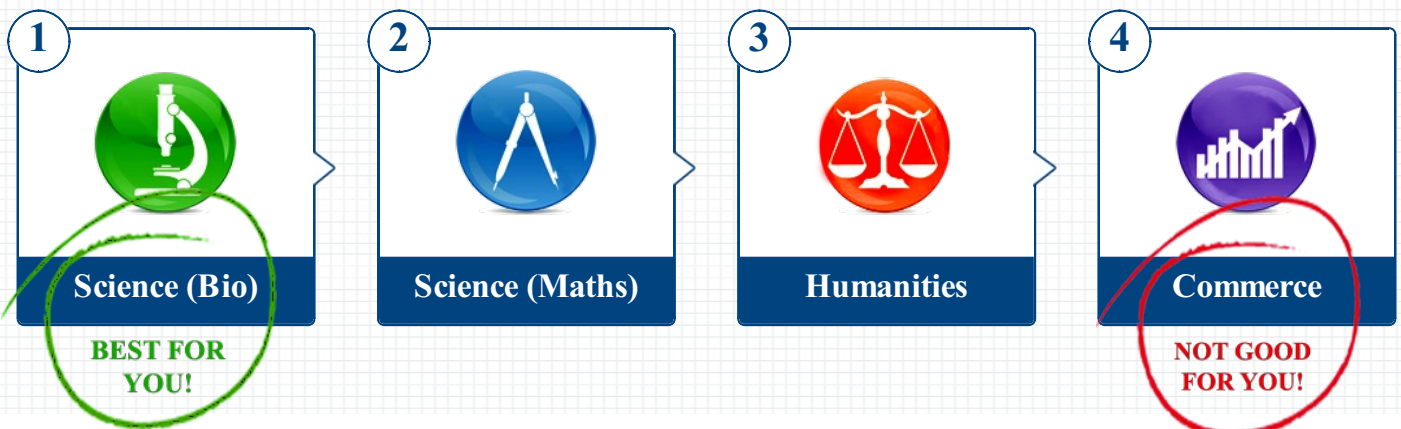 1
2
3
4
Science (Bio)
Science (Maths)
Humanities
Commerce
BEST FOR
YOU!
NOT GOOD
FOR YOU!